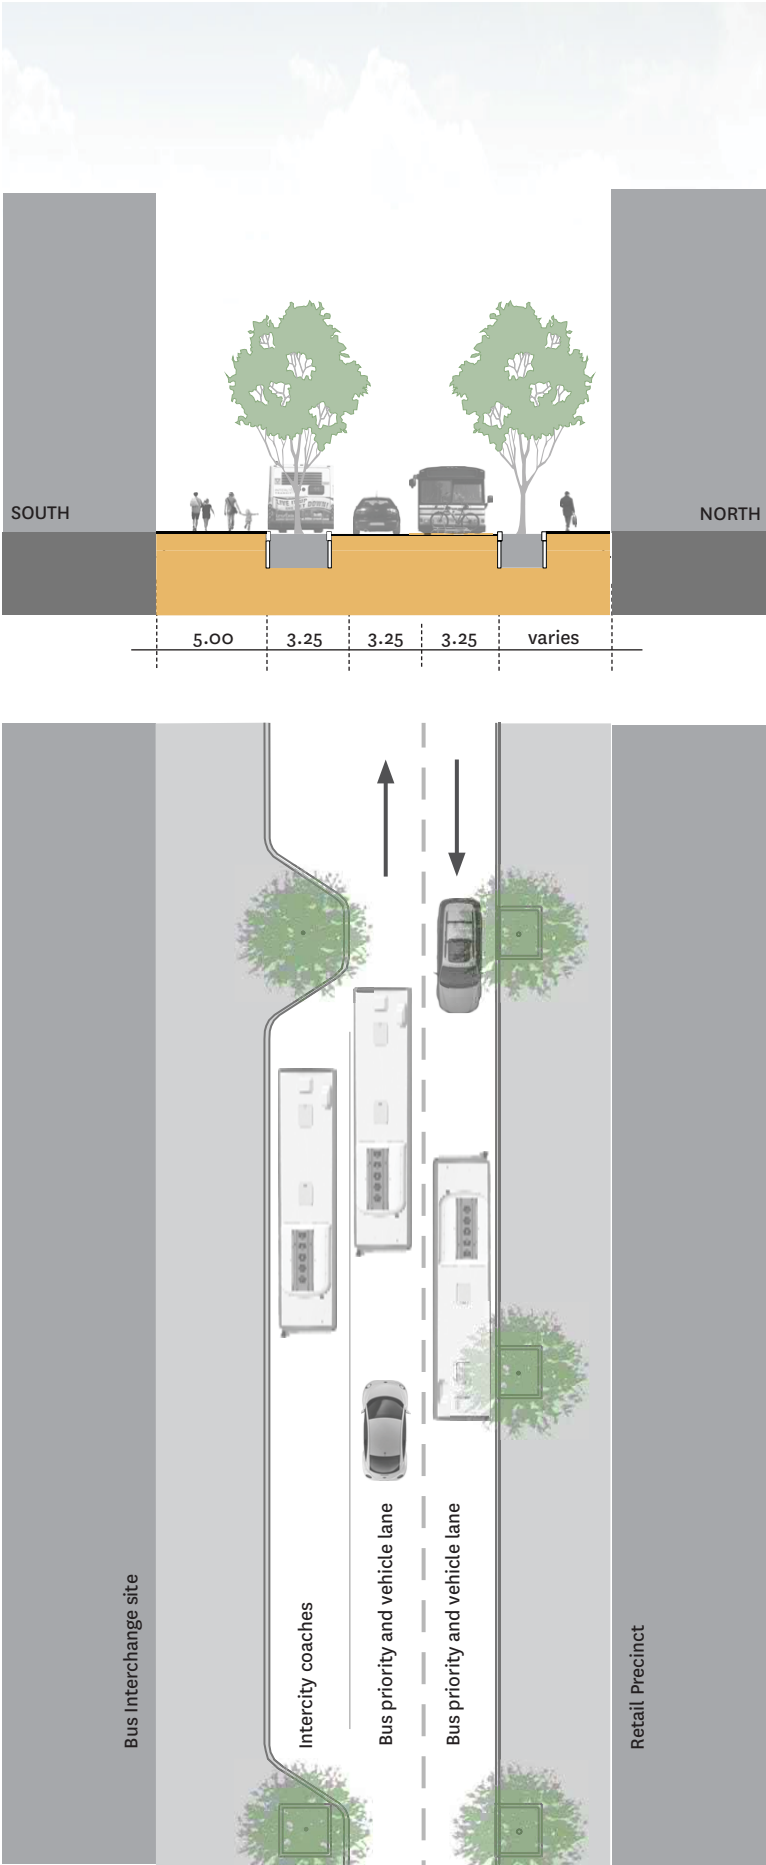 SOUTH
NORTH
5.00
3.25
3.25
3.25
varies
Bus Interchange site
Intercity coaches
Bus priority and vehicle lane
Bus priority and vehicle lane
Retail Precinct